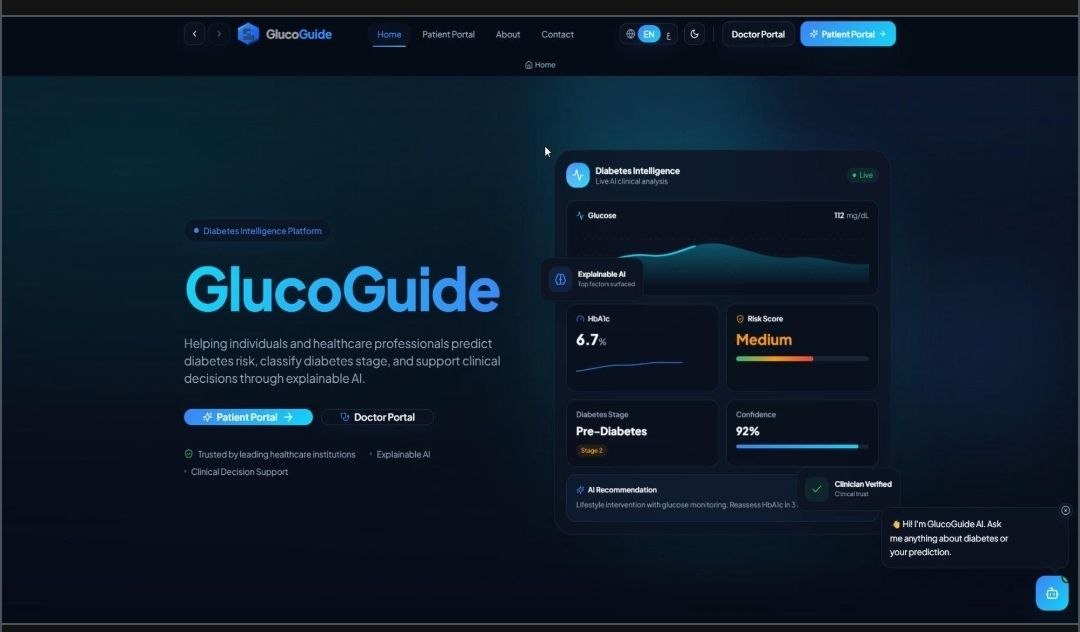 GlucoGuide
Home
Patient Portal
About
Contact
EN
ع
Doctor Portal
Patient Portal →
Home
Diabetes Intelligence Platform
GlucoGuide
Helping individuals and healthcare professionals predict
diabetes risk, classify diabetes stage, and support clinical
decisions through explainable AI.
Patient Portal →
Doctor Portal
Trusted by leading healthcare institutions
• Explainable AI
• Clinical Decision Support
Diabetes Intelligence
Live AI clinical analysis
• Live
Glucose
112 mg/dL
Explainable AI
Top factors surfaced
HbA1c
6.7%
Risk Score
Medium
Diabetes Stage
Pre-Diabetes
Stage 2
Confidence
92%
AI Recommendation
Lifestyle intervention with glucose monitoring. Reassess HbA1c in 3
Clinician Verified
Clinical trust
👋 Hi! I'm GlucoGuide AI. Ask
me anything about diabetes or
your prediction.